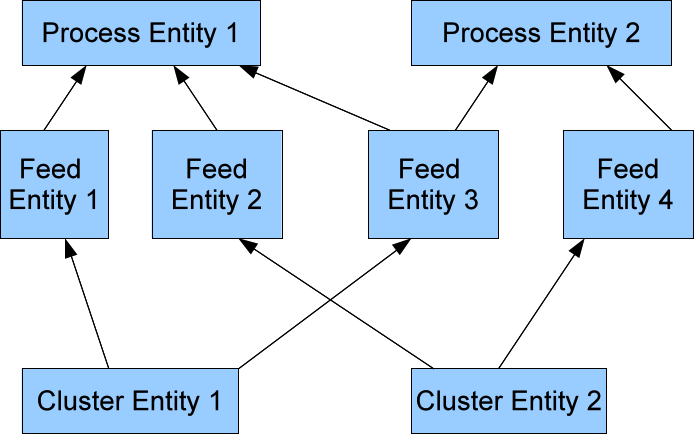 Process Entity 1
Process Entity 2
Feed
Entity 1
Feed
Entity 2
Feed
Entity 3
Feed
Entity 4
Cluster Entity 1
Cluster Entity 2